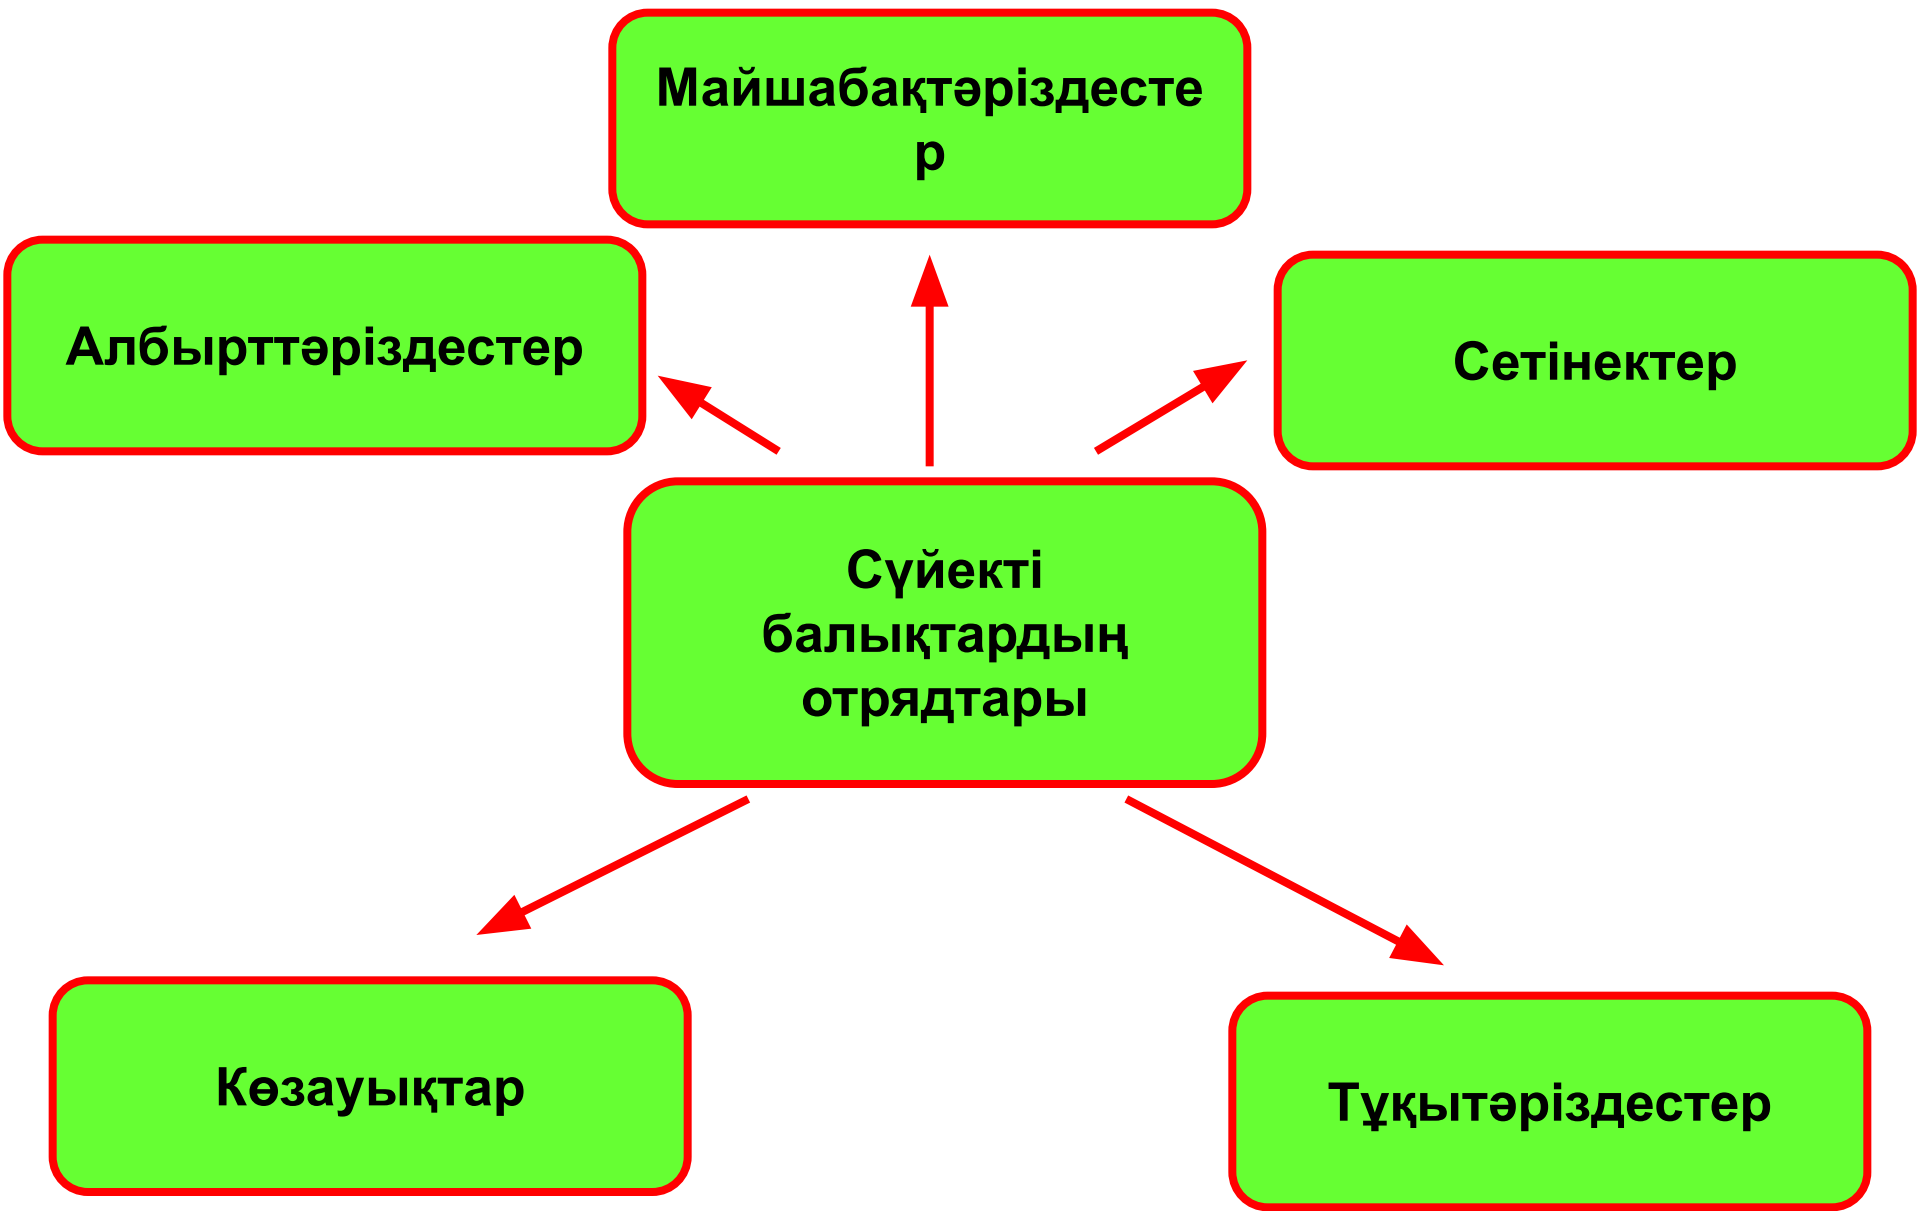 Майшабақтәріздесте
р
Албырттәріздестер
Сетінектер
Сүйекті
балықтардың
отрядтары
Көзауықтар
Тұқытәріздестер